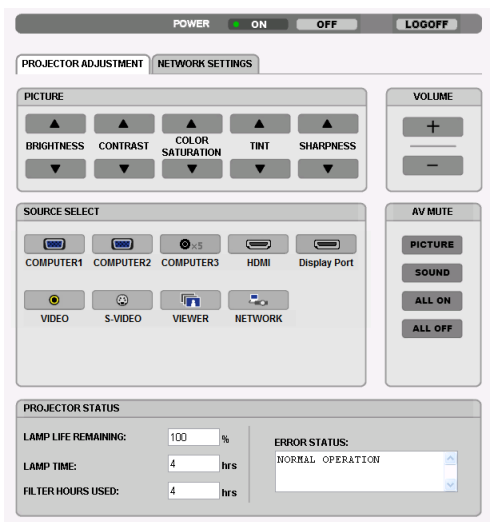 POWER ON OFF LOGOFF
PROJECTOR ADJUSTMENT NETWORK SETTINGS
PICTURE
BRIGHTNESS CONTRAST COLOR SATURATION TINT SHARPNESS
VOLUME
+
−
SOURCE SELECT
×5
COMPUTER1 COMPUTER2 COMPUTER3 HDMI Display Port
VIDEO S-VIDEO VIEWER NETWORK
AV MUTE
PICTURE
SOUND
ALL ON
ALL OFF
PROJECTOR STATUS
LAMP LIFE REMAINING: 100 %
LAMP TIME: 4 hrs
FILTER HOURS USED: 4 hrs
ERROR STATUS:
NORMAL OPERATION